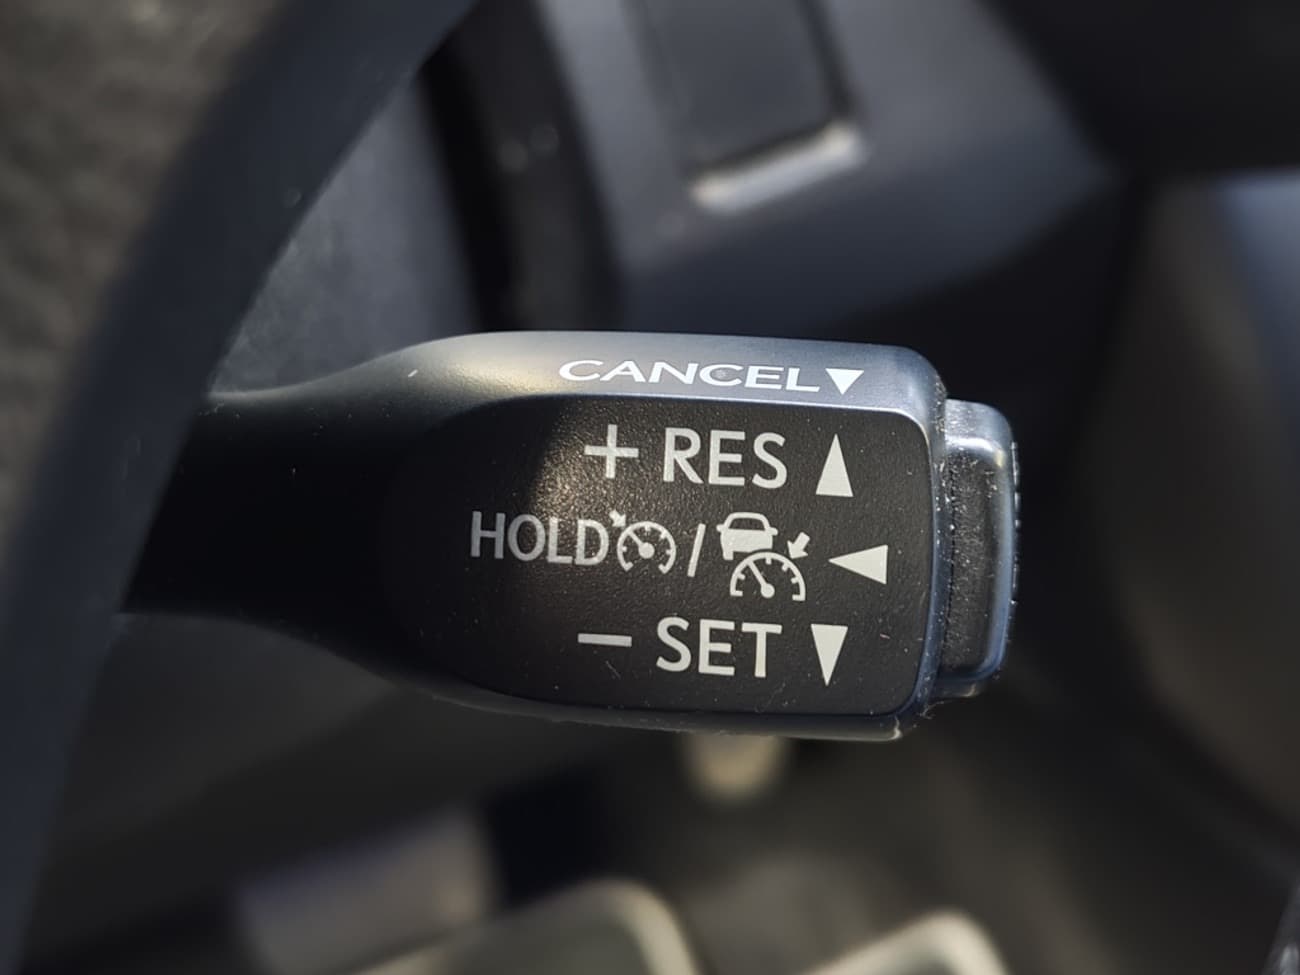 CANCEL▼
+ RES ▲
HOLD / ◀
− SET ▼